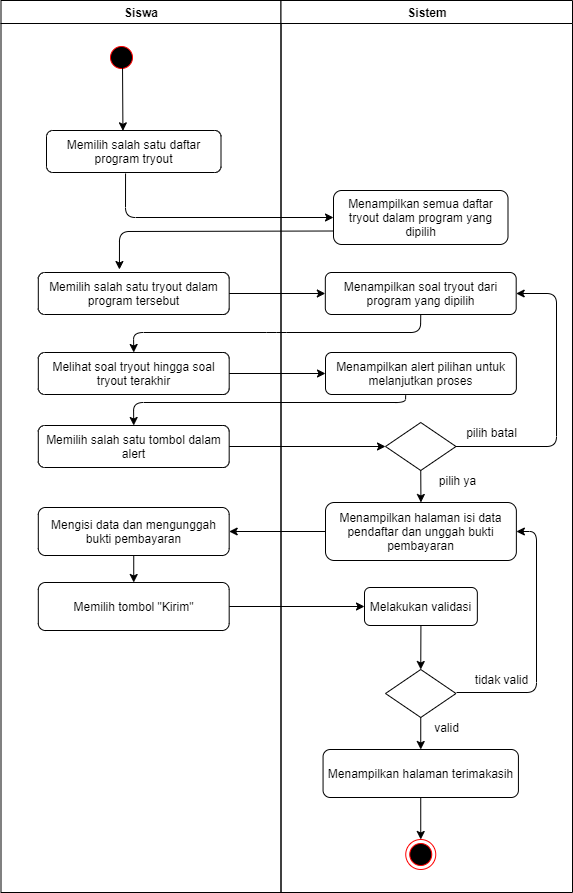 Siswa
Sistem
Memilih salah satu daftar
program tryout
Menampilkan semua daftar
tryout dalam program yang
dipilih
Memilih salah satu tryout dalam
program tersebut
Menampilkan soal tryout dari
program yang dipilih
Melihat soal tryout hingga soal
tryout terakhir
Menampilkan alert pilihan untuk
melanjutkan proses
Memilih salah satu tombol dalam
alert
pilih batal
pilih ya
Menampilkan halaman isi data
pendaftar dan unggah bukti
pembayaran
Mengisi data dan mengunggah
bukti pembayaran
Memilih tombol "Kirim"
Melakukan validasi
tidak valid
valid
Menampilkan halaman terimakasih